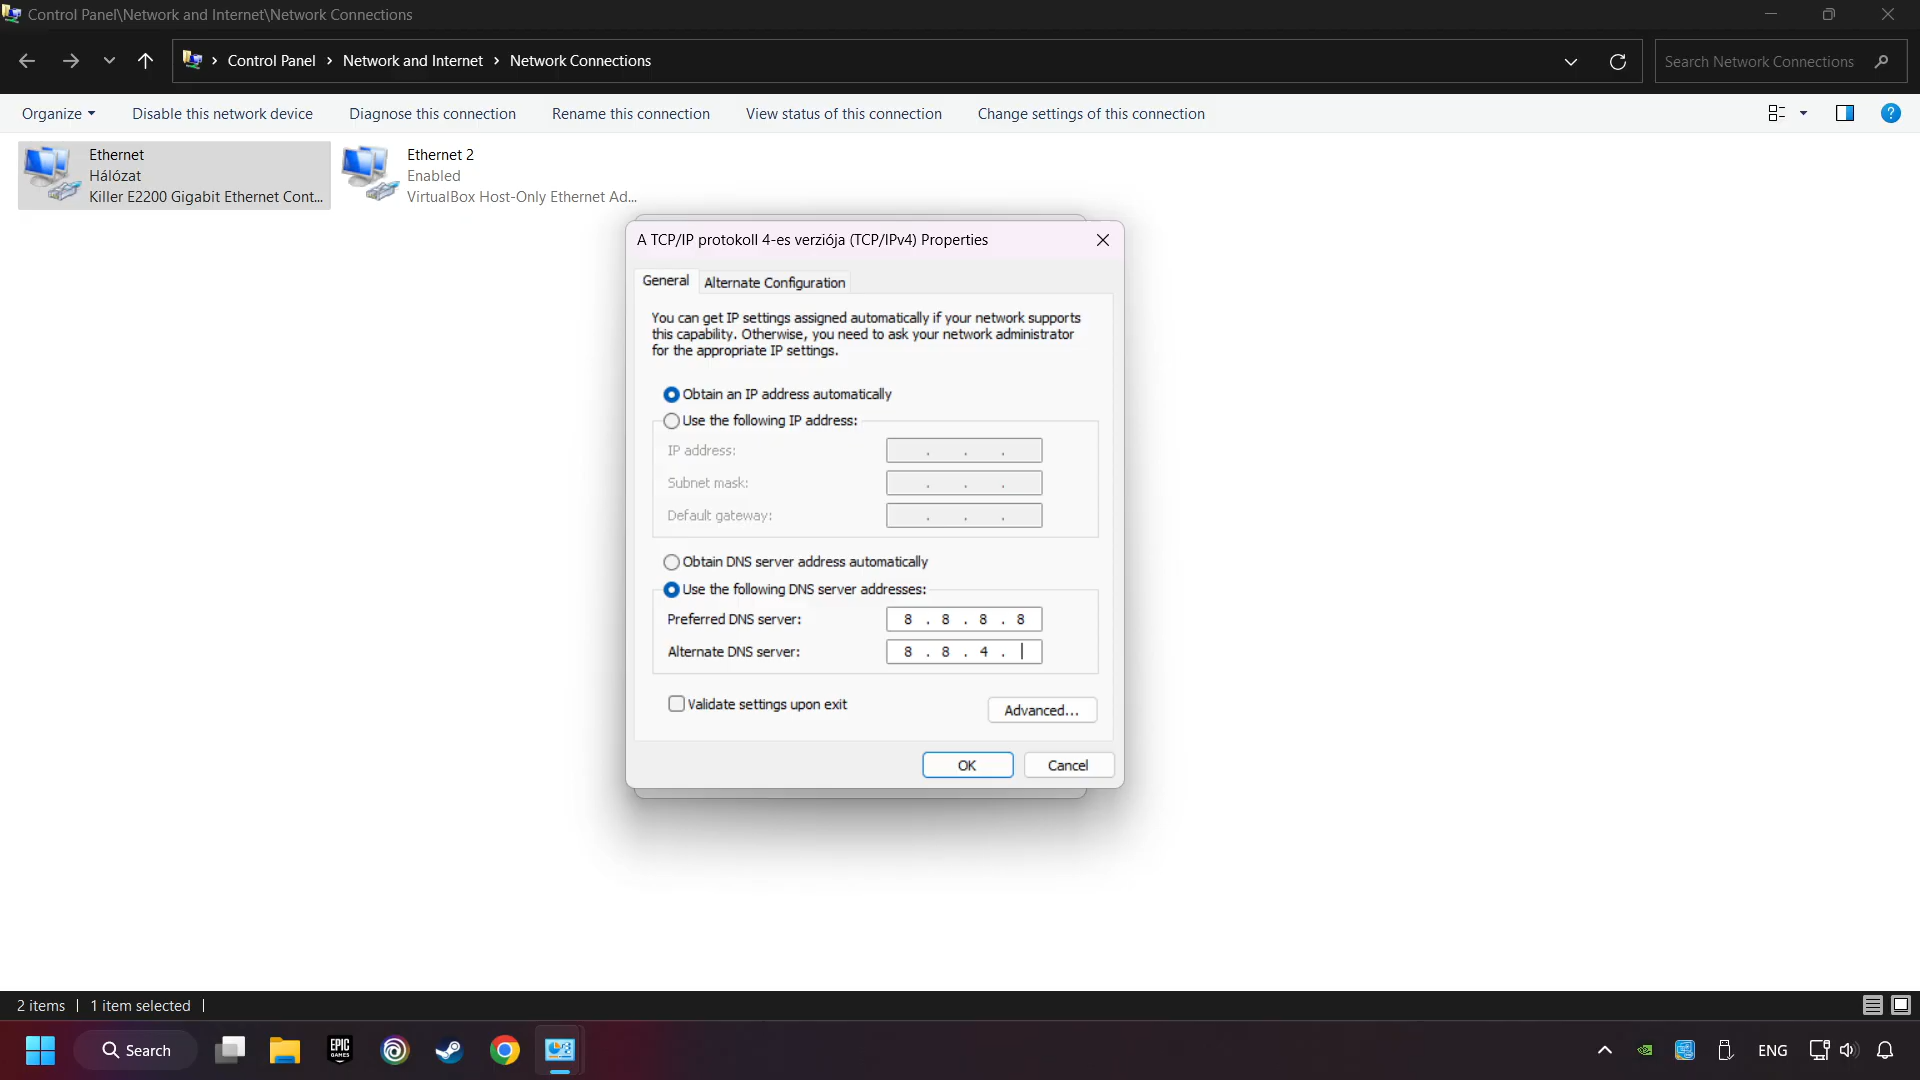 Control Panel\Network and Internet\Network Connections
Control Panel > Network and Internet > Network Connections
Search Network Connections
Organize
Disable this network device
Diagnose this connection
Rename this connection
View status of this connection
Change settings of this connection
?
Ethernet
Hálózat
Killer E2200 Gigabit Ethernet Cont...
Ethernet 2
Enabled
VirtualBox Host-Only Ethernet Ad...
A TCP/IP protokoll 4-es verziója (TCP/IPv4) Properties
General
Alternate Configuration
You can get IP settings assigned automatically if your network supports
this capability. Otherwise, you need to ask your network administrator
for the appropriate IP settings.
Obtain an IP address automatically
Use the following IP address:
IP address: . . .
Subnet mask: . . .
Default gateway: . . .
Obtain DNS server address automatically
Use the following DNS server addresses:
Preferred DNS server: 8 . 8 . 8 . 8
Alternate DNS server: 8 . 8 . 4 .
Validate settings upon exit
Advanced...
OK
Cancel
2 items
1 item selected
Search
EPIC
GAMES
ENG